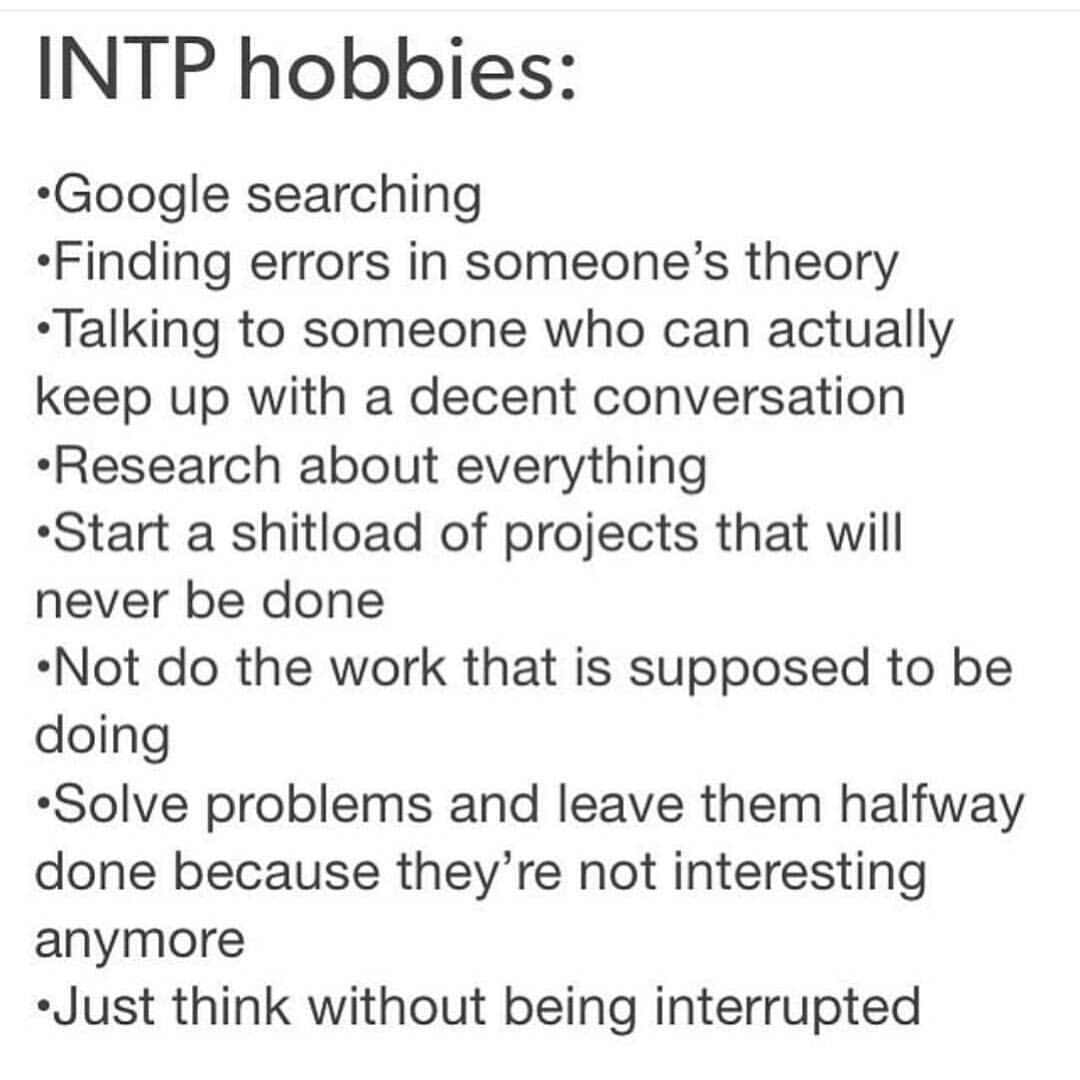 INTP hobbies:
•Google searching
•Finding errors in someone’s theory
•Talking to someone who can actually
keep up with a decent conversation
•Research about everything
•Start a shitload of projects that will
never be done
•Not do the work that is supposed to be
doing
•Solve problems and leave them halfway
done because they’re not interesting
anymore
•Just think without being interrupted